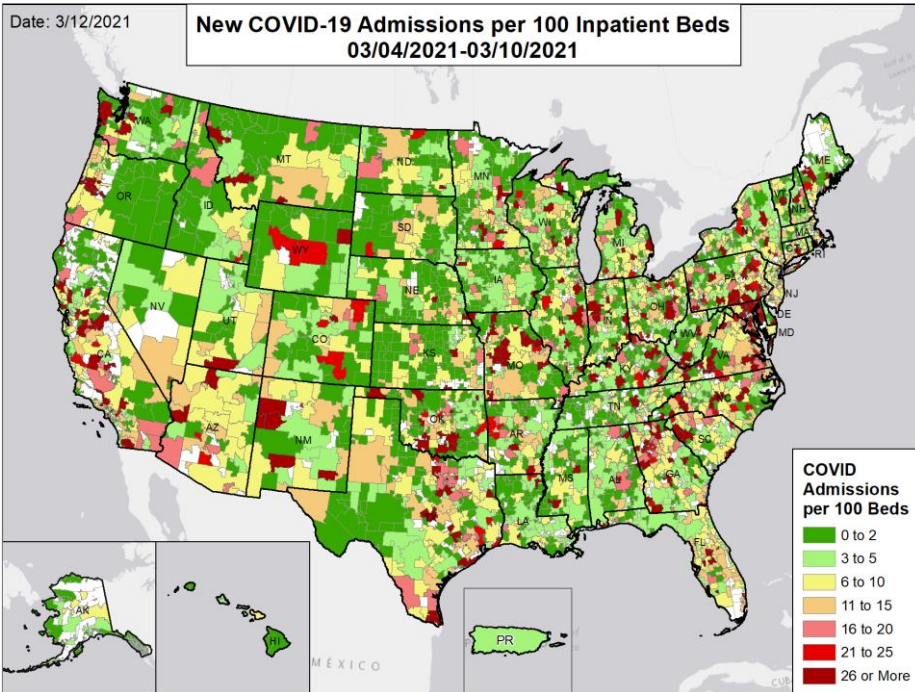 Date: 3/12/2021
New COVID-19 Admissions per 100 Inpatient Beds
03/04/2021-03/10/2021
WA
MT
ND
MN
ME
OR
ID
WY
SD
WI
MI
NY
VT
NH
MA
CT
RI
NV
UT
CO
NE
IA
IN
OH
PA
NJ
DE
MD
CA
KS
MO
KY
WV
VA
AZ
NM
OK
AR
TN
NC
SC
MS
AL
GA
LA
FL
AK
HI
PR
MÉXICO
CUBA
COVID
Admissions
per 100 Beds
0 to 2
3 to 5
6 to 10
11 to 15
16 to 20
21 to 25
26 or More